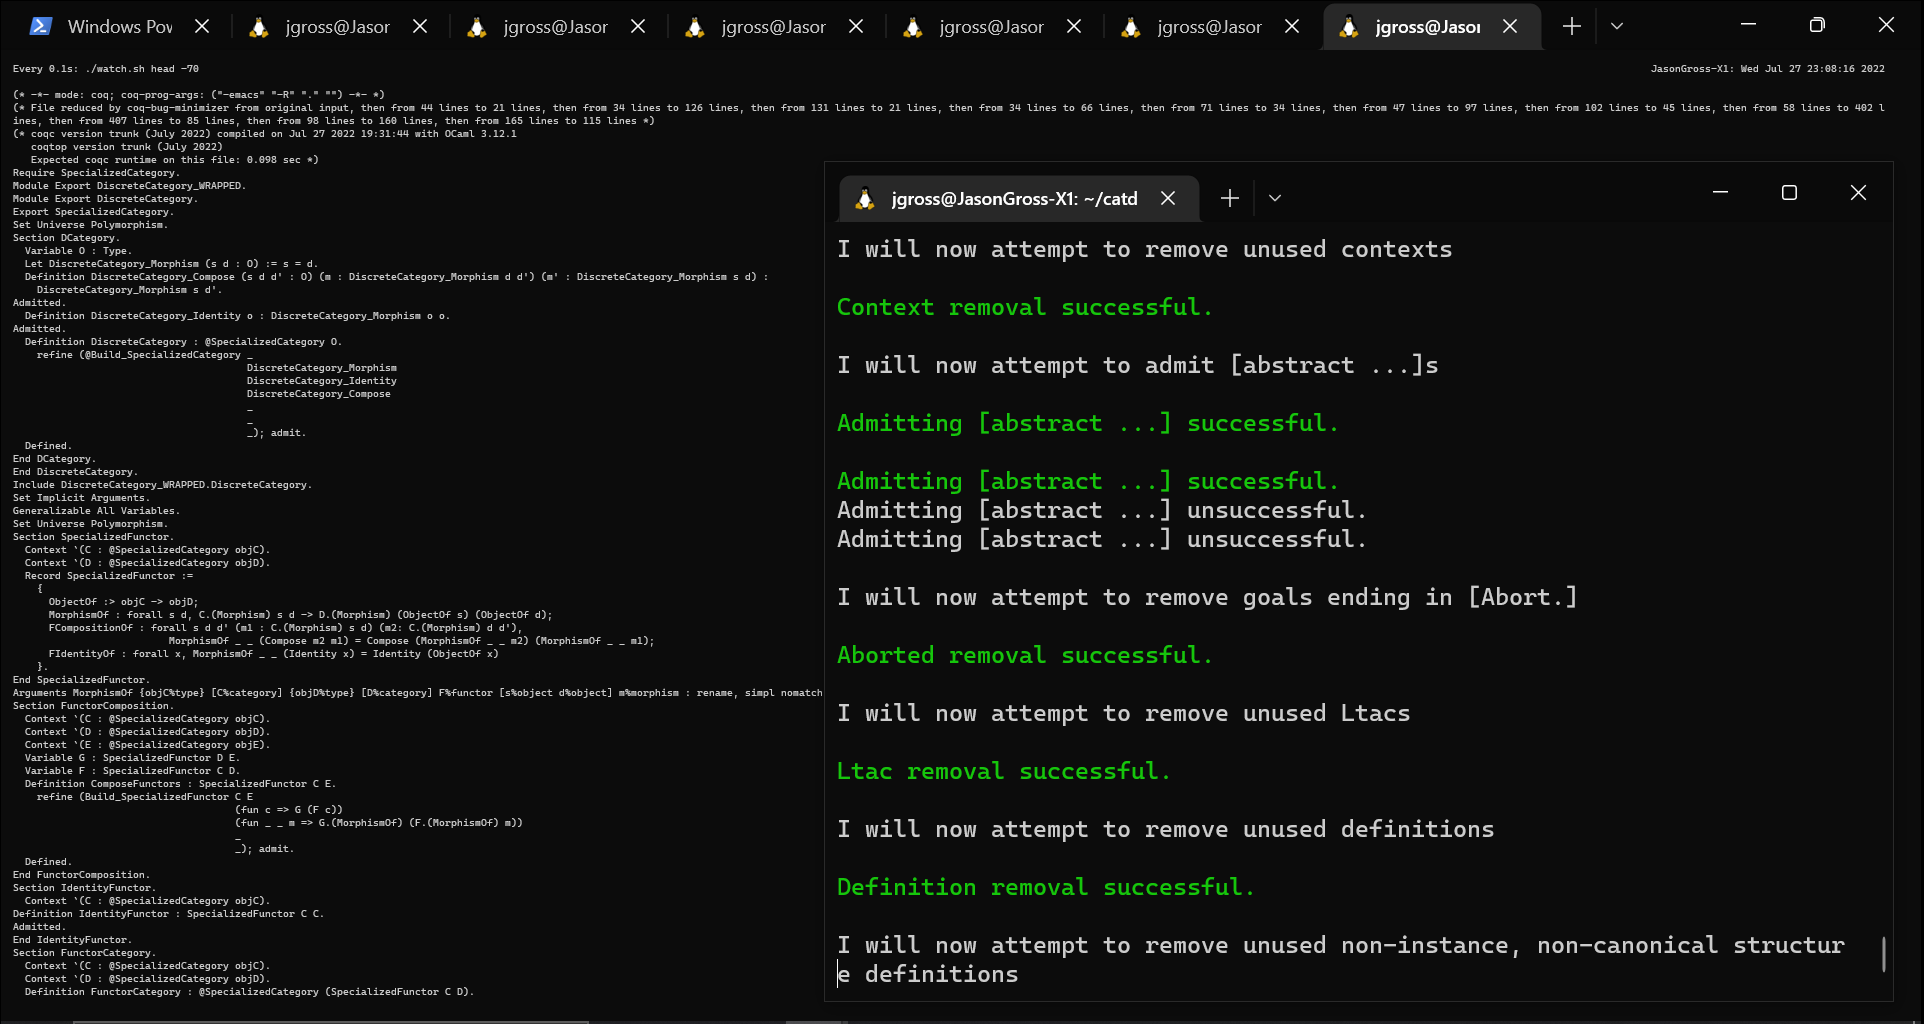 Windows Pov
jgross@Jasor
jgross@Jasor
jgross@Jasor
jgross@Jasor
jgross@Jasor
jgross@Jasor
Every 0.1s: ./watch.sh head -70
JasonGross-X1: Wed Jul 27 23:08:16 2022
(* -*- mode: coq; coq-prog-args: ("-emacs" "-R" "." "") -*- *)
(* File reduced by coq-bug-minimizer from original input, then from 44 lines to 21 lines, then from 34 lines to 126 lines, then from 131 lines to 21 lines, then from 34 lines to 66 lines, then from 71 lines to 34 lines, then from 47 lines to 97 lines, then from 102 lines to 45 lines, then from 58 lines to 402 l
ines, then from 407 lines to 85 lines, then from 98 lines to 160 lines, then from 165 lines to 115 lines *)
(* coqc version trunk (July 2022) compiled on Jul 27 2022 19:31:44 with OCaml 3.12.1
   coqtop version trunk (July 2022)
   Expected coqc runtime on this file: 0.098 sec *)
Require SpecializedCategory.
Module Export DiscreteCategory_WRAPPED.
Module Export DiscreteCategory.
Export SpecializedCategory.
Set Universe Polymorphism.
Section DCategory.
  Variable O : Type.
  Let DiscreteCategory_Morphism (s d : O) := s = d.
  Definition DiscreteCategory_Compose (s d d' : O) (m : DiscreteCategory_Morphism d d') (m' : DiscreteCategory_Morphism s d) :
    DiscreteCategory_Morphism s d'.
Admitted.
  Definition DiscreteCategory_Identity o : DiscreteCategory_Morphism o o.
Admitted.
  Definition DiscreteCategory : @SpecializedCategory O.
    refine (@Build_SpecializedCategory _
                                       DiscreteCategory_Morphism
                                       DiscreteCategory_Identity
                                       DiscreteCategory_Compose
                                       _
                                       _
                                       _); admit.
  Defined.
End DCategory.
End DiscreteCategory.
Include DiscreteCategory_WRAPPED.DiscreteCategory.
Set Implicit Arguments.
Generalizable All Variables.
Set Universe Polymorphism.
Section SpecializedFunctor.
  Context `(C : @SpecializedCategory objC).
  Context `(D : @SpecializedCategory objD).
  Record SpecializedFunctor :=
    {
      ObjectOf :> objC -> objD;
      MorphismOf : forall s d, C.(Morphism) s d -> D.(Morphism) (ObjectOf s) (ObjectOf d);
      FCompositionOf : forall s d d' (m1 : C.(Morphism) s d) (m2: C.(Morphism) d d'),
                          MorphismOf _ _ (Compose m2 m1) = Compose (MorphismOf _ _ m2) (MorphismOf _ _ m1);
      FIdentityOf : forall x, MorphismOf _ _ (Identity x) = Identity (ObjectOf x)
    }.
End SpecializedFunctor.
Arguments MorphismOf {objC%type} [C%category] {objD%type} [D%category] F%functor [s%object d%object] m%morphism : rename, simpl nomatch
Section FunctorComposition.
  Context `(C : @SpecializedCategory objC).
  Context `(D : @SpecializedCategory objD).
  Context `(E : @SpecializedCategory objE).
  Variable G : SpecializedFunctor D E.
  Variable F : SpecializedFunctor C D.
  Definition ComposeFunctors : SpecializedFunctor C E.
    refine (Build_SpecializedFunctor C E
                                     (fun c => G (F c))
                                     (fun _ _ m => G.(MorphismOf) (F.(MorphismOf) m))
                                     _
                                     _); admit.
  Defined.
End FunctorComposition.
Section IdentityFunctor.
  Context `(C : @SpecializedCategory objC).
Definition IdentityFunctor : SpecializedFunctor C C.
Admitted.
End IdentityFunctor.
Section FunctorCategory.
  Context `(C : @SpecializedCategory objC).
  Context `(D : @SpecializedCategory objD).
  Definition FunctorCategory : @SpecializedCategory (SpecializedFunctor C D).
jgross@JasonGross-X1: ~/catd
I will now attempt to remove unused contexts
Context removal successful.
I will now attempt to admit [abstract ...]s
Admitting [abstract ...] successful.
Admitting [abstract ...] successful.
Admitting [abstract ...] unsuccessful.
Admitting [abstract ...] unsuccessful.
I will now attempt to remove goals ending in [Abort.]
Aborted removal successful.
I will now attempt to remove unused Ltacs
Ltac removal successful.
I will now attempt to remove unused definitions
Definition removal successful.
I will now attempt to remove unused non-instance, non-canonical structur
e definitions